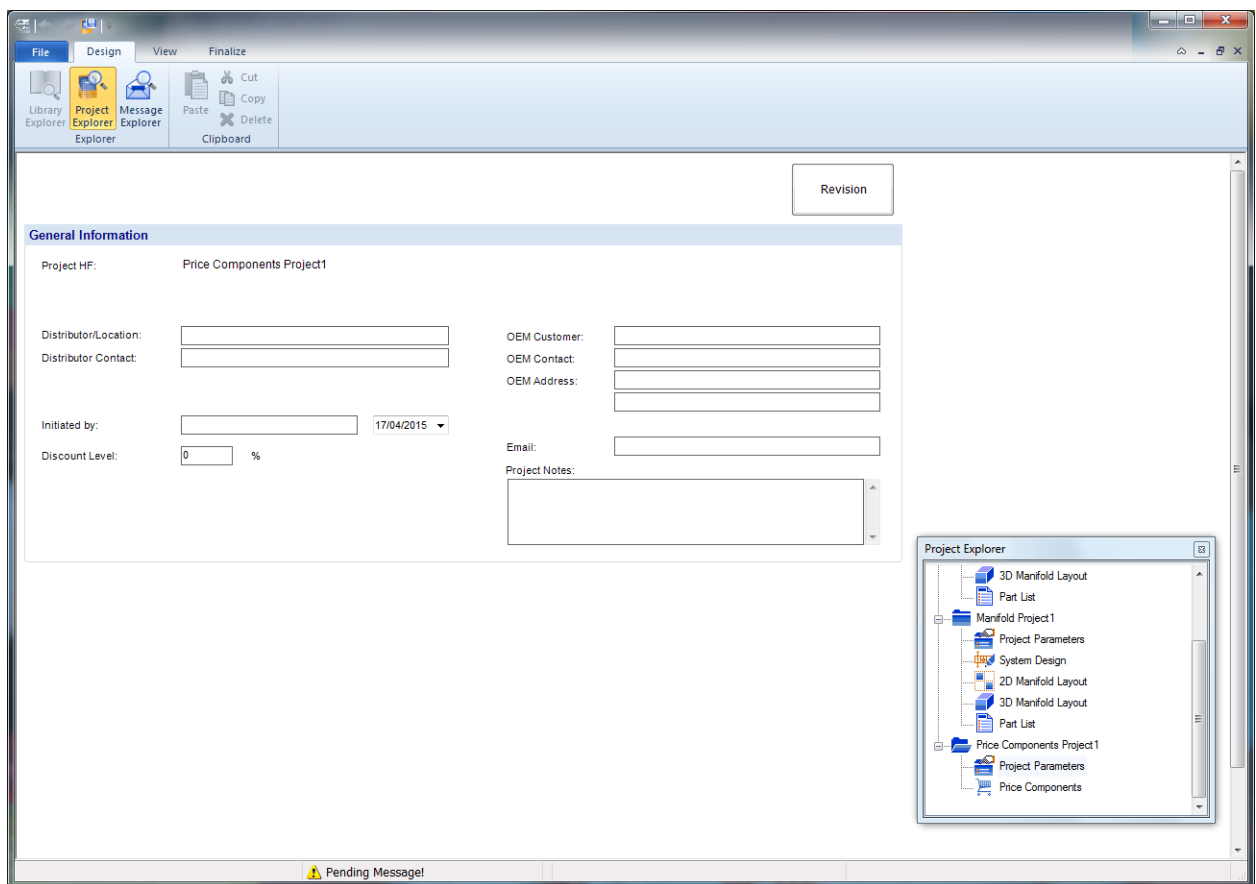 File Design View Finalize
Library Explorer Project Explorer Message Explorer
Explorer
Paste
Cut
Copy
Delete
Clipboard
Revision
General Information
Project HF: Price Components Project1
Distributor/Location:
Distributor Contact:
Initiated by: 17/04/2015
Discount Level: 0 %
OEM Customer:
OEM Contact:
OEM Address:
Email:
Project Notes:
Project Explorer
3D Manifold Layout
Part List
Manifold Project1
Project Parameters
System Design
2D Manifold Layout
3D Manifold Layout
Part List
Price Components Project1
Project Parameters
Price Components
Pending Message!